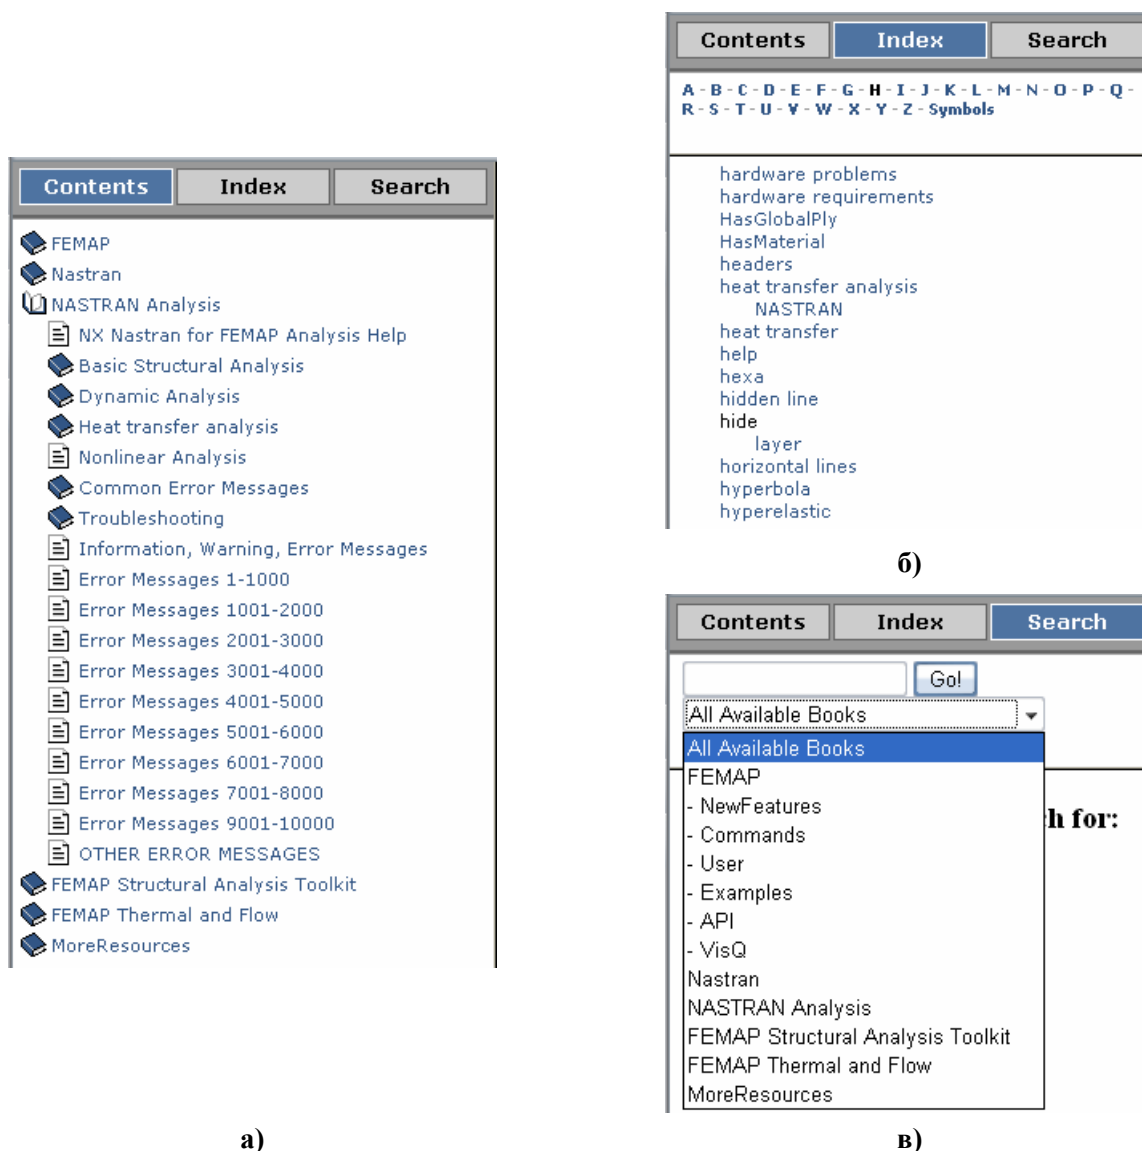 Contents Index Search
FEMAP
Nastran
NASTRAN Analysis
NX Nastran for FEMAP Analysis Help
Basic Structural Analysis
Dynamic Analysis
Heat transfer analysis
Nonlinear Analysis
Common Error Messages
Troubleshooting
Information, Warning, Error Messages
Error Messages 1-1000
Error Messages 1001-2000
Error Messages 2001-3000
Error Messages 3001-4000
Error Messages 4001-5000
Error Messages 5001-6000
Error Messages 6001-7000
Error Messages 7001-8000
Error Messages 9001-10000
OTHER ERROR MESSAGES
FEMAP Structural Analysis Toolkit
FEMAP Thermal and Flow
MoreResources
а)
Contents Index Search
A - B - C - D - E - F - G - H - I - J - K - L - M - N - O - P - Q -
R - S - T - U - V - W - X - Y - Z - Symbols
hardware problems
hardware requirements
HasGlobalPly
HasMaterial
headers
heat transfer analysis
NASTRAN
heat transfer
help
hexa
hidden line
hide
layer
horizontal lines
hyperbola
hyperelastic
б)
Contents Index Search
Go!
All Available Books
All Available Books
FEMAP
- NewFeatures
- Commands
- User
- Examples
- API
- VisQ
Nastran
NASTRAN Analysis
FEMAP Structural Analysis Toolkit
FEMAP Thermal and Flow
MoreResources
h for:
в)